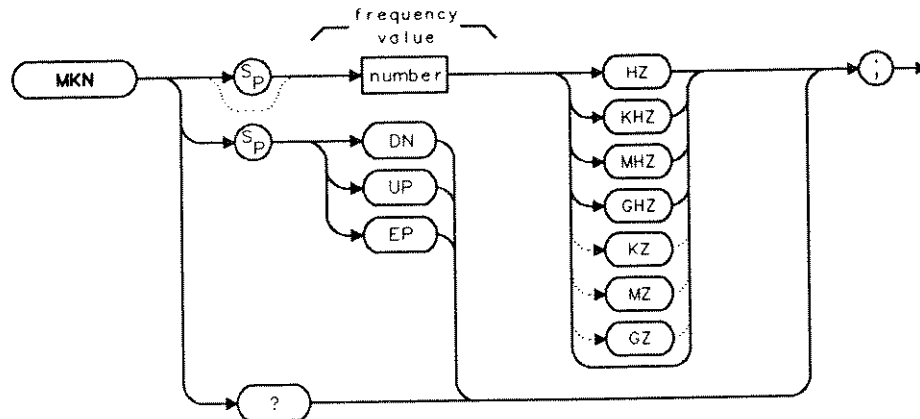 frequency
value
MKN
SP
number
HZ
;
KHZ
SP
DN
MHZ
UP
GHZ
EP
KZ
MZ
GZ
?